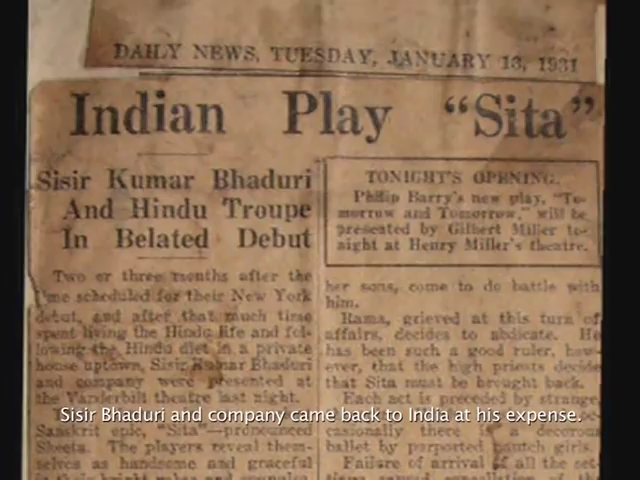 DAILY NEWS, TUESDAY, JANUARY 13, 1931
Indian Play "Sita"
Sisir Kumar Bhaduri
And Hindu Troupe
In Belated Debut
Two or three months after the
time scheduled for their New York
debut, and after that much time
spent living the Hindu life and fol-
lowing the Hindu diet in a private
house uptown, Sisir Kumar Bhaduri
and company were presented at
the Vanderbilt theatre last night.
Sanskrit epic, "Sita"—pronounced
Sheeta. The players reveal them-
selves as handsome and graceful
TONIGHT'S OPENING.
Philip Barry's new play, "To-
morrow and Tomorrow," will be
presented by Gilbert Miller to-
night at Henry Miller's theatre.
her sons, come to do battle with
him.
Rama, grieved at this turn of
affairs, decides to abdicate. He
has been such a good ruler, how-
ever, that the high priests decide
that Sita must be brought back.
Each act is preceded by strange,
casionally there is a decorous
ballet by purported nautch girls.
Failure of arrival of all the set-
Sisir Bhaduri and company came back to India at his expense.